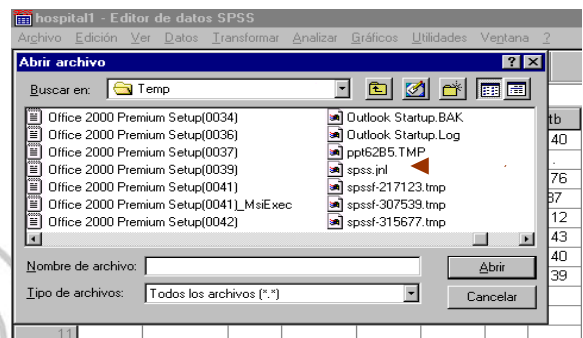 hospital1 - Editor de datos SPSS
Archivo Edición Ver Datos Transformar Analizar Gráficos Utilidades Ventana ?
Abrir archivo
Buscar en: Temp
Office 2000 Premium Setup(0034)
Office 2000 Premium Setup(0036)
Office 2000 Premium Setup(0037)
Office 2000 Premium Setup(0039)
Office 2000 Premium Setup(0041)
Office 2000 Premium Setup(0041)_MsiExec
Office 2000 Premium Setup(0042)
Outlook Startup.BAK
Outlook Startup.Log
ppt62B5.TMP
spss.jnl
spssf-217123.tmp
spssf-307539.tmp
spssf-315677.tmp
Nombre de archivo:
Abrir
Tipo de archivos: Todos los archivos (*.*)
Cancelar
tb
40
.
76
87
12
43
40
39
11